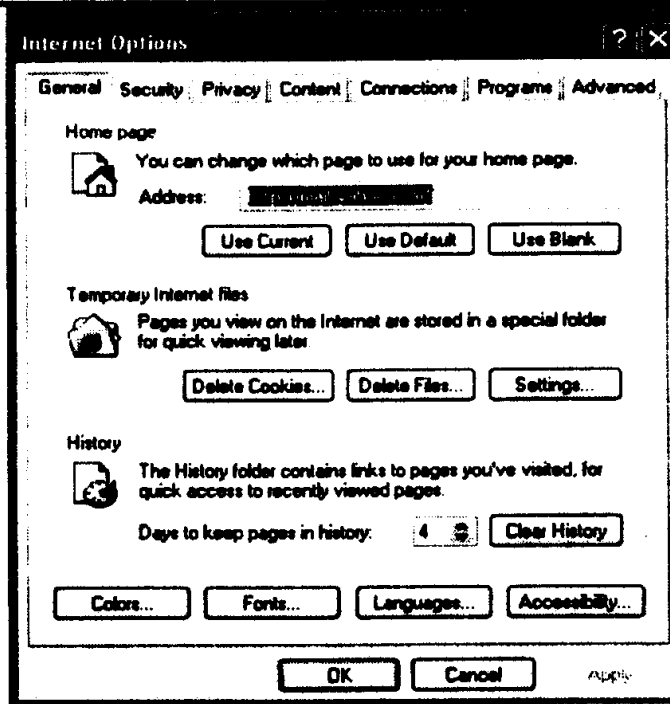 Internet Options ? X
General Security Privacy Content Connections Programs Advanced
Home page
You can change which page to use for your home page.
Address:
Use Current Use Default Use Blank
Temporary Internet files
Pages you view on the Internet are stored in a special folder
for quick viewing later.
Delete Cookies... Delete Files... Settings...
History
The History folder contains links to pages you've visited, for
quick access to recently viewed pages.
Days to keep pages in history: 4 Clear History
Colors... Fonts... Languages... Accessibility...
OK Cancel Apply